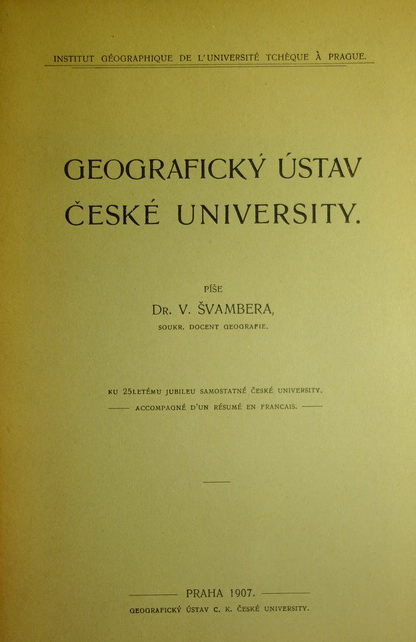 INSTITUT GÉOGRAPHIQUE DE L'UNIVERSITÉ TCHÈQUE À PRAGUE.
GEOGRAFICKÝ ÚSTAV
ČESKÉ UNIVERSITY.
PÍŠE
DR. V. ŠVAMBERA,
SOUKR. DOCENT GEOGRAFIE.
KU 25LETÉMU JUBILEU SAMOSTATNÉ ČESKÉ UNIVERSITY.
ACCOMPAGNÉ D'UN RÉSUMÉ EN FRANCAIS.
PRAHA 1907.
GEOGRAFICKÝ ÚSTAV C. K. ČESKÉ UNIVERSITY.